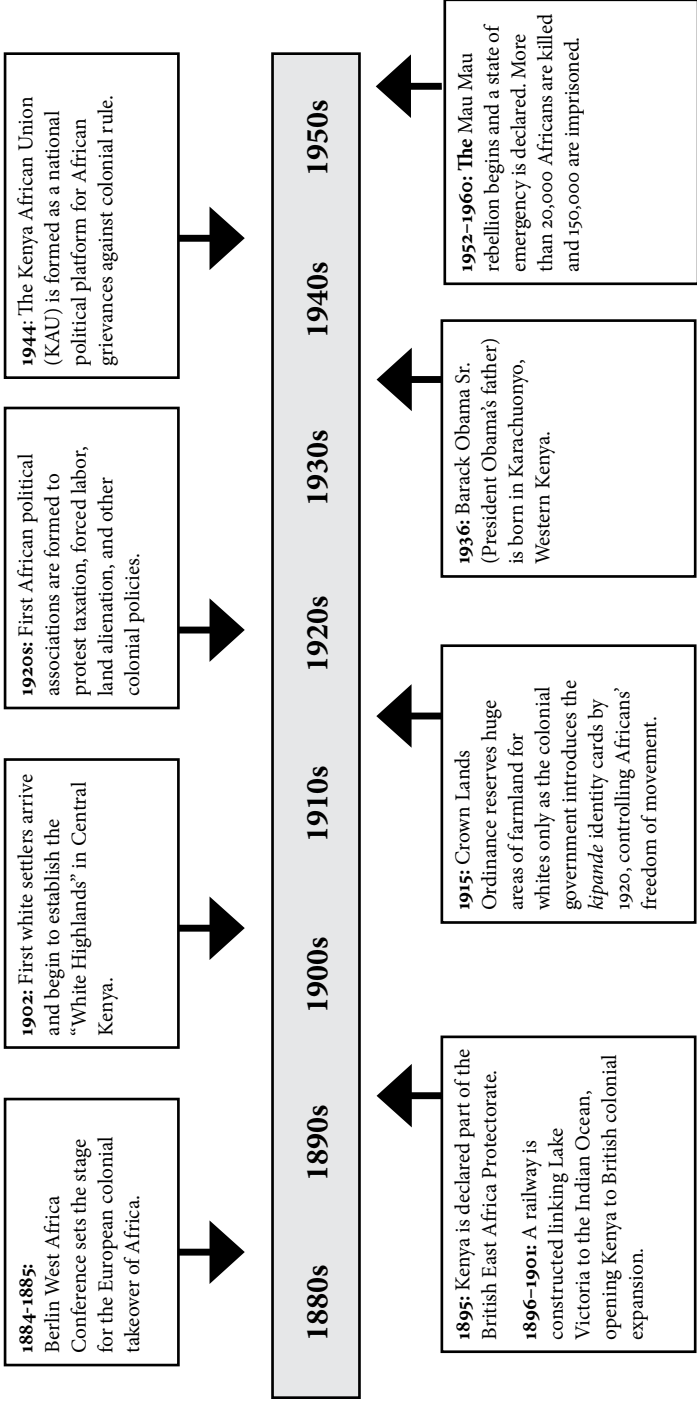 1884-1885:
Berlin West Africa
Conference sets the stage
for the European colonial
takeover of Africa.
1902: First white settlers arrive
and begin to establish the
“White Highlands” in Central
Kenya.
1920s: First African political
associations are formed to
protest taxation, forced labor,
land alienation, and other
colonial policies.
1944: The Kenya African Union
(KAU) is formed as a national
political platform for African
grievances against colonial rule.
1880s 1890s 1900s 1910s 1920s 1930s 1940s 1950s
1895: Kenya is declared part of the
British East Africa Protectorate.
1896–1901: A railway is
constructed linking Lake
Victoria to the Indian Ocean,
opening Kenya to British colonial
expansion.
1915: Crown Lands
Ordinance reserves huge
areas of farmland for
whites only as the colonial
government introduces the
kipande identity cards by
1920, controlling Africans’
freedom of movement.
1936: Barack Obama Sr.
(President Obama’s father)
is born in Karachuonyo,
Western Kenya.
1952–1960: The Mau Mau
rebellion begins and a state of
emergency is declared. More
than 20,000 Africans are killed
and 150,000 are imprisoned.